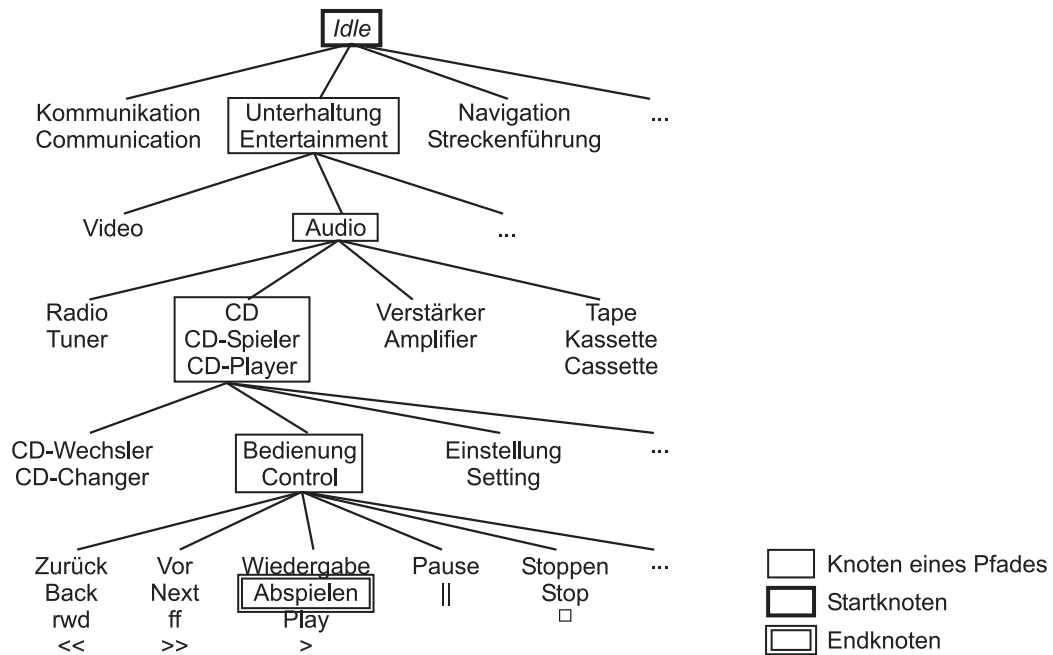 Idle
Kommunikation
Communication
Unterhaltung
Entertainment
Navigation
Streckenführung
...
Video
Audio
...
Radio
Tuner
CD
CD-Spieler
CD-Player
Verstärker
Amplifier
Tape
Kassette
Cassette
CD-Wechsler
CD-Changer
Bedienung
Control
Einstellung
Setting
...
Zurück
Back
rwd
<<
Vor
Next
ff
>>
Wiedergabe
Abspielen
Play
>
Pause
||
Stoppen
Stop
□
...
Knoten eines Pfades
Startknoten
Endknoten